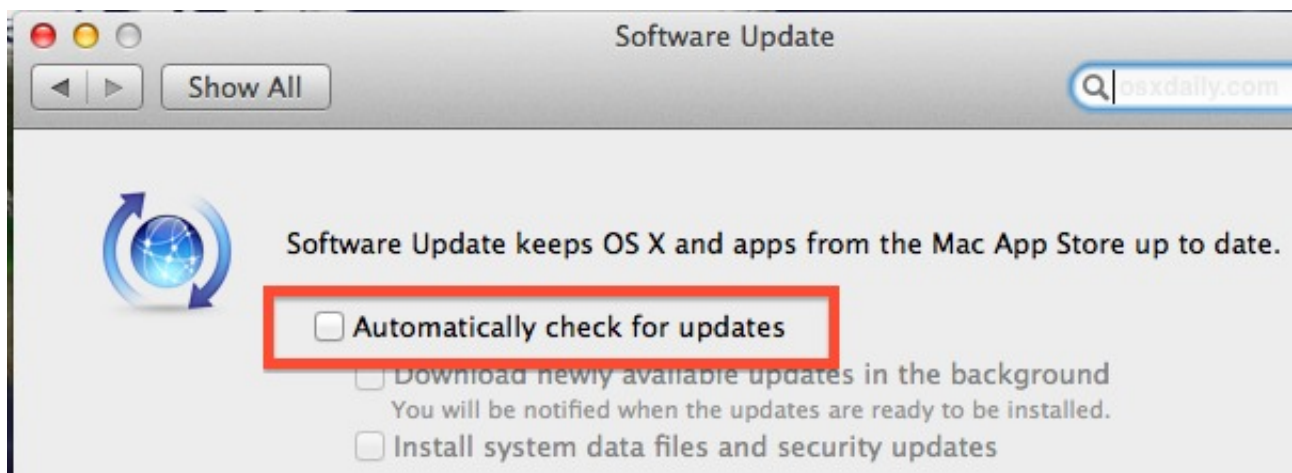 Software Update
Show All
osxdaily.com
Software Update keeps OS X and apps from the Mac App Store up to date.
Automatically check for updates
Download newly available updates in the background
You will be notified when the updates are ready to be installed.
Install system data files and security updates